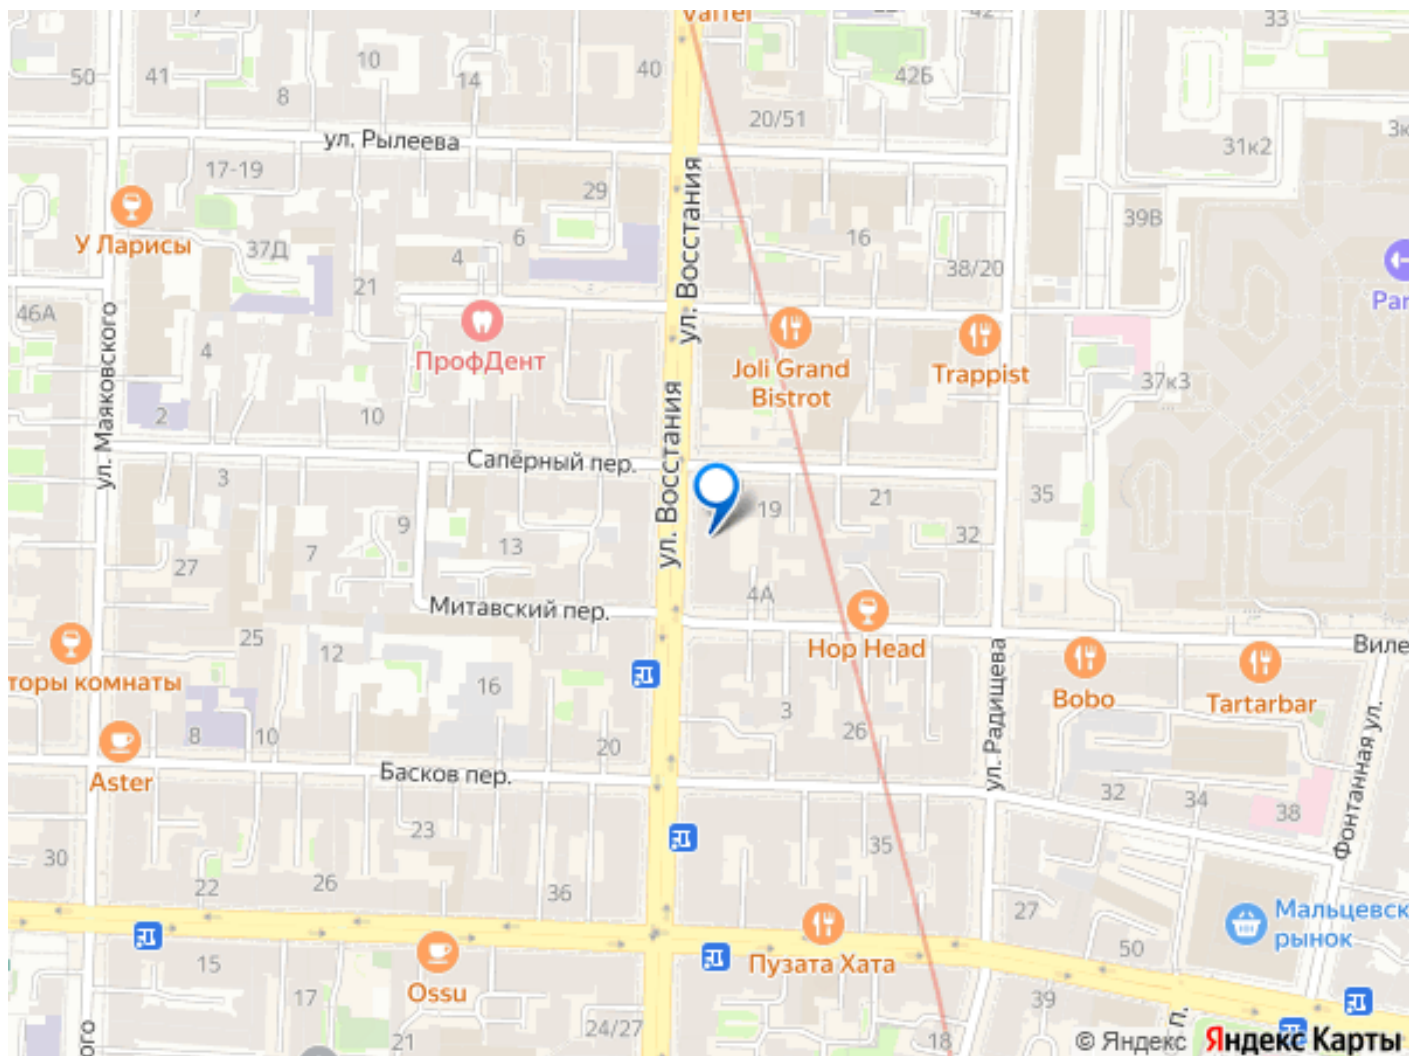 Varrel
33
50
41
10
8
14
40
42Б
20/51
31к2
ул. Рылеева
17-19
29
ул. Восстания
39В
У Ларисы
37Д
6
4
16
38/20
21
46А
4
ПрофДент
Joli Grand
Bistrot
Trappist
37к3
ул. Маяковского
2
10
ул. Восстания
Сапёрный пер.
3
9
19
21
35
32
27
7
13
4А
Митавский пер.
25
12
16
Hop Head
ул. Радищева
Bobo
Tartarbar
торы комнаты
8
10
20
3
26
Aster
Басков пер.
23
32
34
38
Фонтанная ул.
30
22
26
36
35
27
50
Мальцевск
рынок
15
Ossu
Пузата Хата
17
21
24/27
39
18
п.
© Яндекс
Яндекс Карты